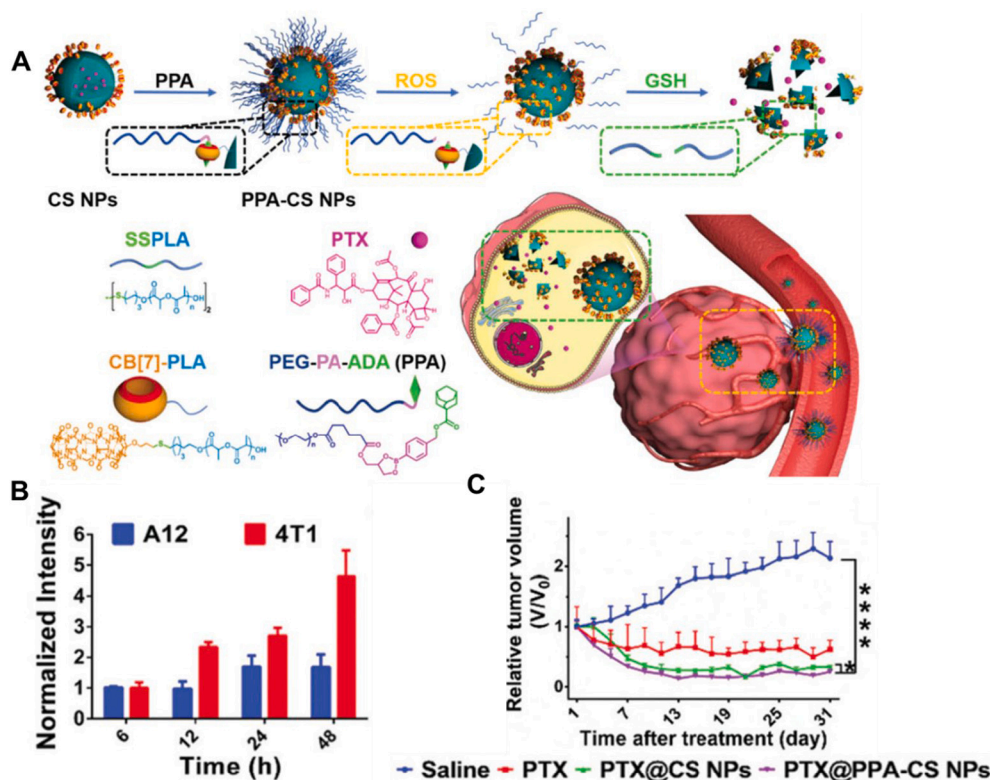 A
PPA
ROS
GSH
CS NPs
PPA-CS NPs
SSPLA
PTX
CB[7]-PLA
PEG-PA-ADA (PPA)
B
Normalized Intensity
6
5
4
3
2
1
0
A12
4T1
6
12
24
48
Time (h)
C
Relative tumor volume
(V/V0)
2
1
0
1
7
13
19
25
31
Time after treatment (day)
****
*
Saline
PTX
PTX@CS NPs
PTX@PPA-CS NPs